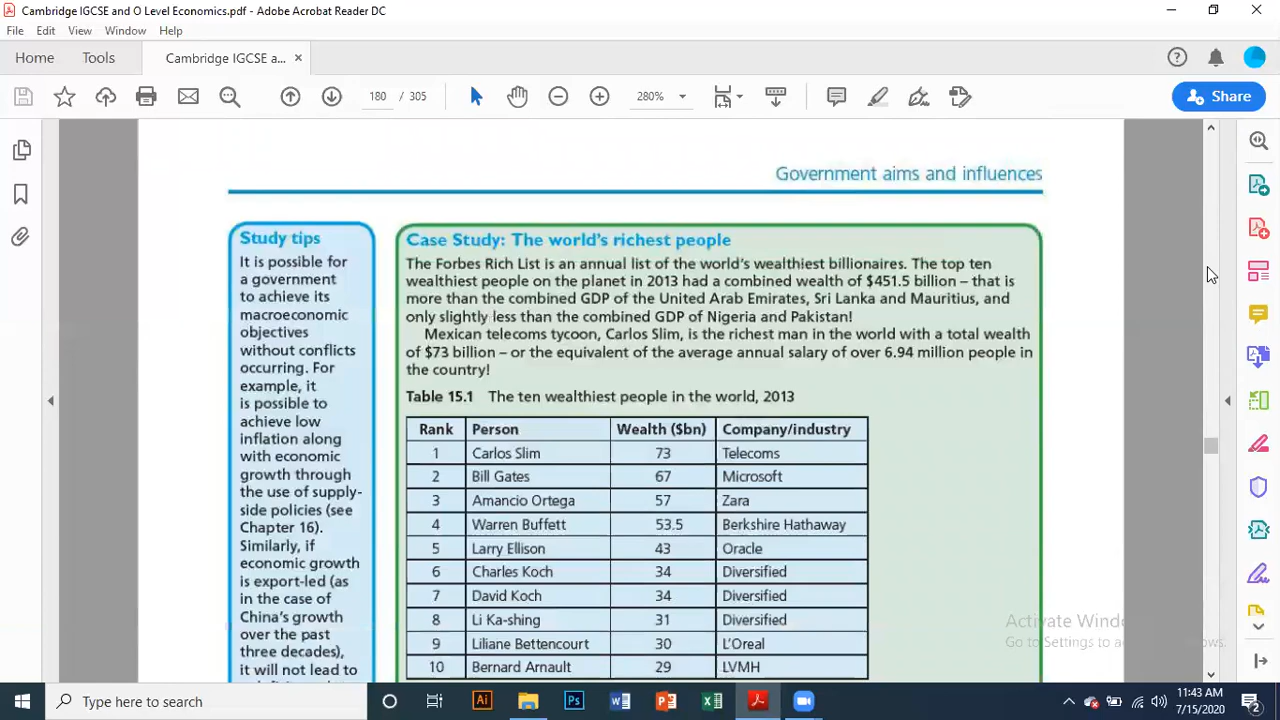 Cambridge IGCSE and O Level Economics.pdf - Adobe Acrobat Reader DC
File Edit View Window Help
Home Tools Cambridge IGCSE and O Level Economics... ×
180 / 305 280% Share
Government aims and influences
Study tips
It is possible for
a government
to achieve its
macroeconomic
objectives
without conflicts
occurring. For
example, it
is possible to
achieve low
inflation along
with economic
growth through
the use of supply-
side policies (see
Chapter 16).
Similarly, if
economic growth
is export-led (as
in the case of
China's growth
over the past
three decades),
it will not lead to
Case Study: The world's richest people
The Forbes Rich List is an annual list of the world's wealthiest billionaires. The top ten
wealthiest people on the planet in 2013 had a combined wealth of $451.5 billion – that is
more than the combined GDP of the United Arab Emirates, Sri Lanka and Mauritius, and
only slightly less than the combined GDP of Nigeria and Pakistan!
Mexican telecoms tycoon, Carlos Slim, is the richest man in the world with a total wealth
of $73 billion – or the equivalent of the average annual salary of over 6.94 million people in
the country!
Table 15.1 The ten wealthiest people in the world, 2013
Rank Person Wealth ($bn) Company/industry
1 Carlos Slim 73 Telecoms
2 Bill Gates 67 Microsoft
3 Amancio Ortega 57 Zara
4 Warren Buffett 53.5 Berkshire Hathaway
5 Larry Ellison 43 Oracle
6 Charles Koch 34 Diversified
7 David Koch 34 Diversified
8 Li Ka-shing 31 Diversified
9 Liliane Bettencourt 30 L'Oreal
10 Bernard Arnault 29 LVMH
Activate Windo
Go to Settings to a ows.
Type here to search
11:43 AM
7/15/2020
2